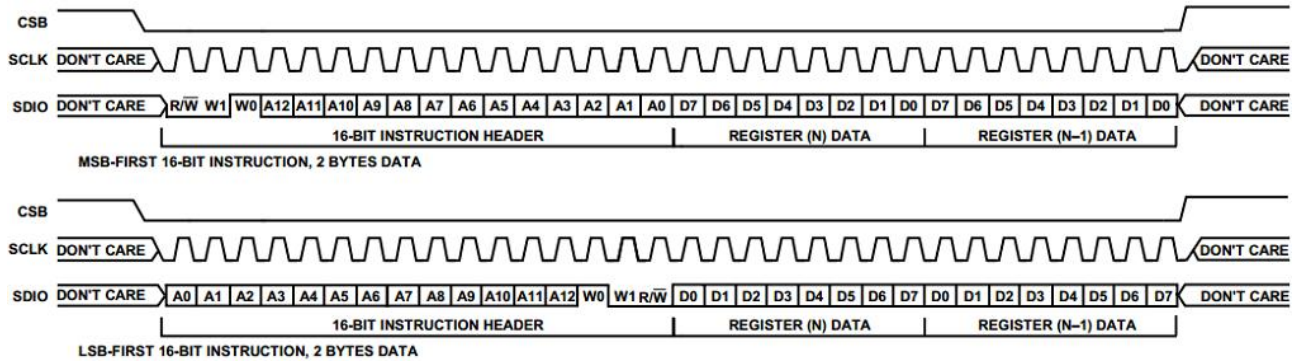 CSB
SCLK DON'T CARE DON'T CARE
SDIO DON'T CARE R/W̅ W1 W0 A12 A11 A10 A9 A8 A7 A6 A5 A4 A3 A2 A1 A0 D7 D6 D5 D4 D3 D2 D1 D0 D7 D6 D5 D4 D3 D2 D1 D0 DON'T CARE
16-BIT INSTRUCTION HEADER REGISTER (N) DATA REGISTER (N–1) DATA
MSB-FIRST 16-BIT INSTRUCTION, 2 BYTES DATA
CSB
SCLK DON'T CARE DON'T CARE
SDIO DON'T CARE A0 A1 A2 A3 A4 A5 A6 A7 A8 A9 A10 A11 A12 W0 W1 R/W̅ D0 D1 D2 D3 D4 D5 D6 D7 D0 D1 D2 D3 D4 D5 D6 D7 DON'T CARE
16-BIT INSTRUCTION HEADER REGISTER (N) DATA REGISTER (N–1) DATA
LSB-FIRST 16-BIT INSTRUCTION, 2 BYTES DATA